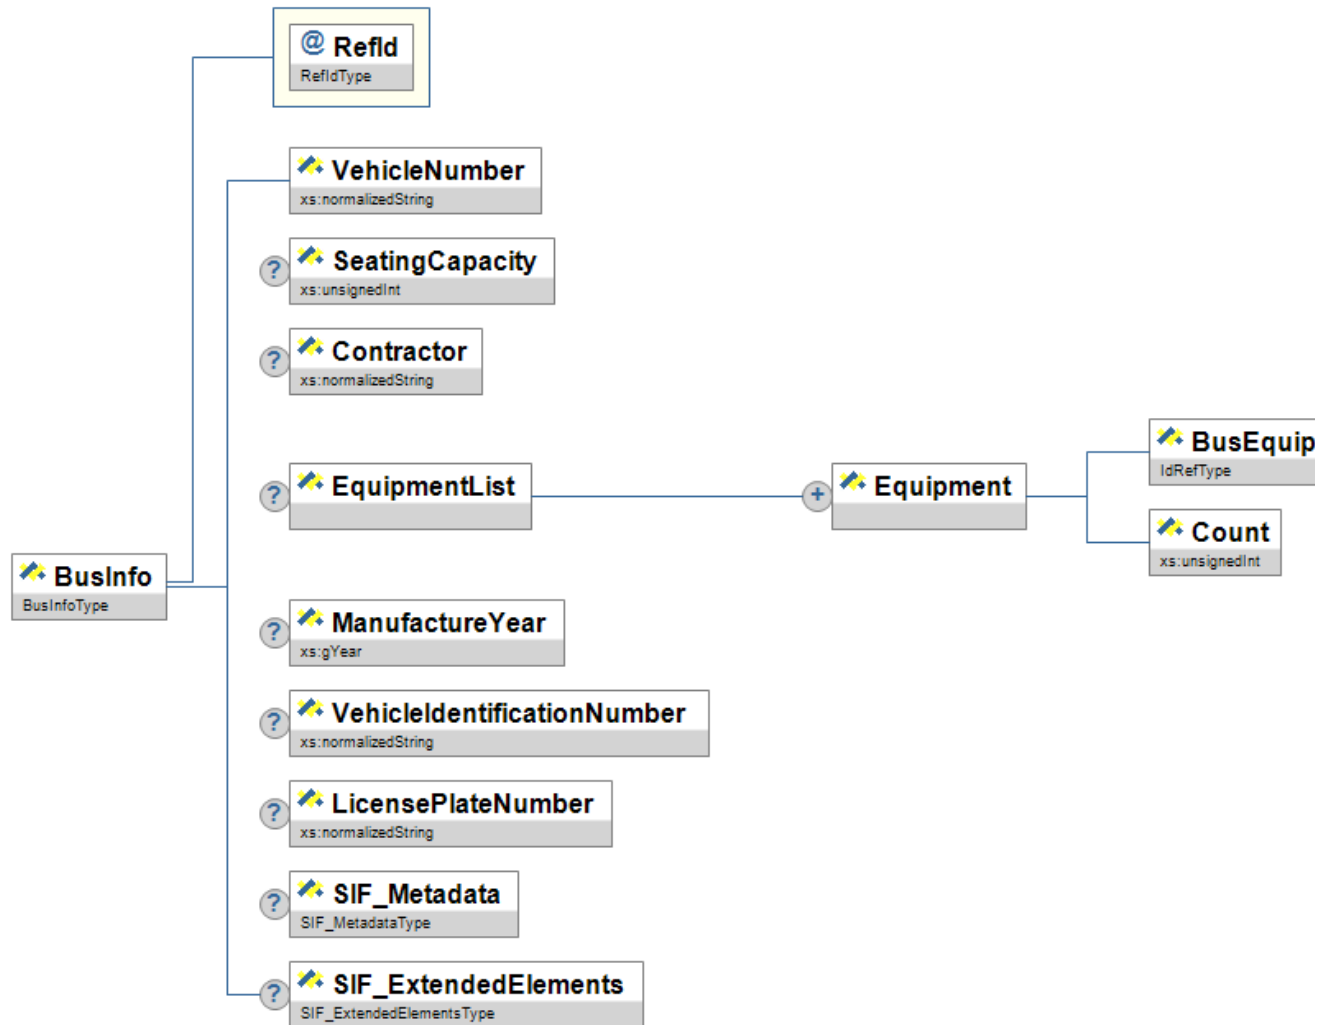 @ RefId
RefIdType
VehicleNumber
xs:normalizedString
? SeatingCapacity
xs:unsignedInt
? Contractor
xs:normalizedString
? EquipmentList
+ Equipment
BusEquip
IdRefType
Count
xs:unsignedInt
BusInfo
BusInfoType
? ManufactureYear
xs:gYear
? VehicleIdentificationNumber
xs:normalizedString
? LicensePlateNumber
xs:normalizedString
? SIF_Metadata
SIF_MetadataType
? SIF_ExtendedElements
SIF_ExtendedElementsType